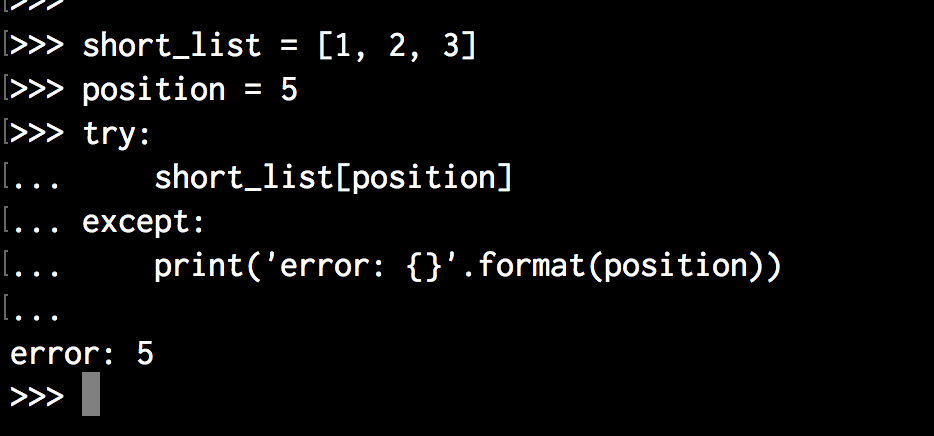 >>>
[>>> short_list = [1, 2, 3]
[>>> position = 5
[>>> try:
[...     short_list[position]
[... except:
[...     print('error: {}'.format(position))
[...
error: 5
>>>